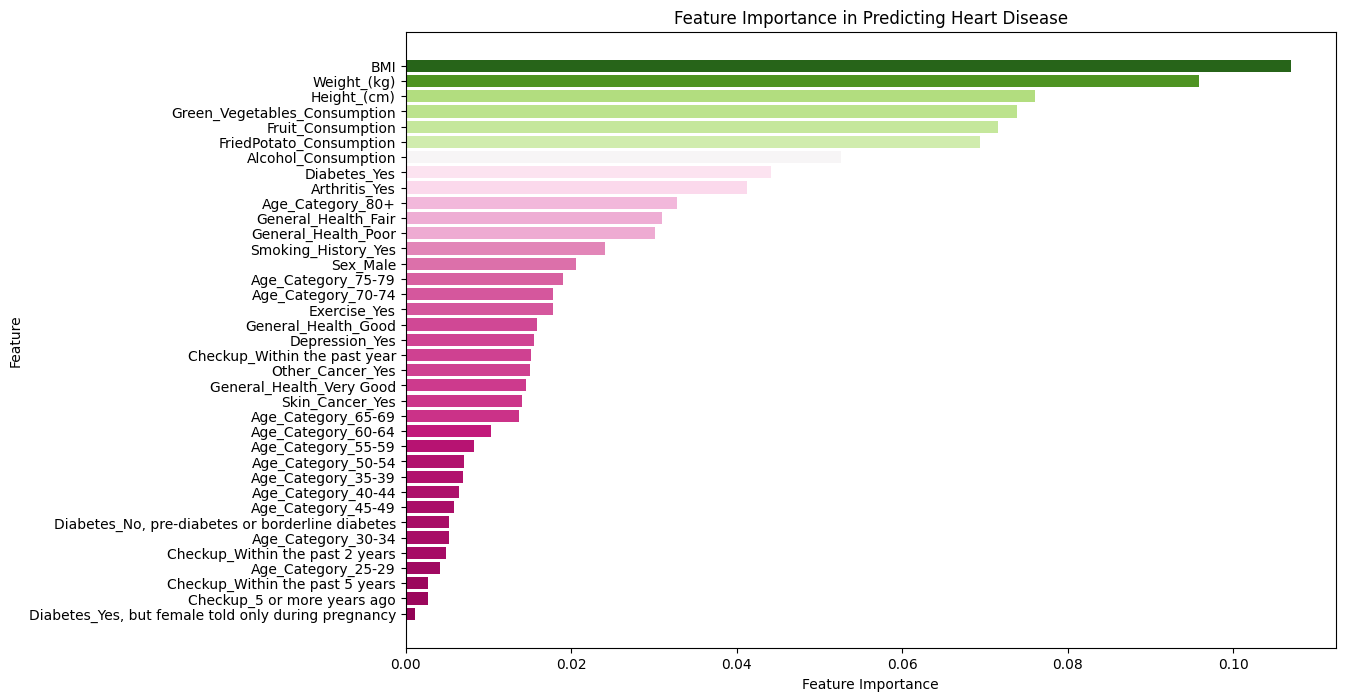 Feature Importance in Predicting Heart Disease
Feature
BMI
Weight_(kg)
Height_(cm)
Green_Vegetables_Consumption
Fruit_Consumption
FriedPotato_Consumption
Alcohol_Consumption
Diabetes_Yes
Arthritis_Yes
Age_Category_80+
General_Health_Fair
General_Health_Poor
Smoking_History_Yes
Sex_Male
Age_Category_75-79
Age_Category_70-74
Exercise_Yes
General_Health_Good
Depression_Yes
Checkup_Within the past year
Other_Cancer_Yes
General_Health_Very Good
Skin_Cancer_Yes
Age_Category_65-69
Age_Category_60-64
Age_Category_55-59
Age_Category_50-54
Age_Category_35-39
Age_Category_40-44
Age_Category_45-49
Diabetes_No, pre-diabetes or borderline diabetes
Age_Category_30-34
Checkup_Within the past 2 years
Age_Category_25-29
Checkup_Within the past 5 years
Checkup_5 or more years ago
Diabetes_Yes, but female told only during pregnancy
0.00 0.02 0.04 0.06 0.08 0.10
Feature Importance